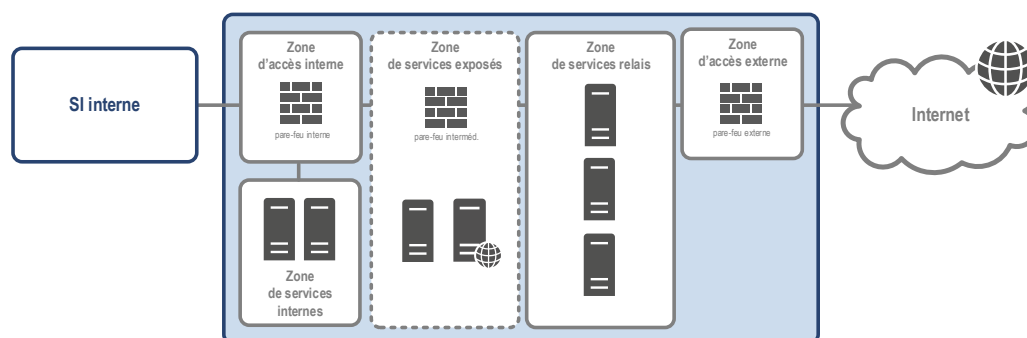 SI interne
Zone
d'accès interne
pare-feu interne
Zone
de services
internes
Zone
de services exposés
pare-feu interméd.
Zone
de services relais
Zone
d'accès externe
pare-feu externe
Internet